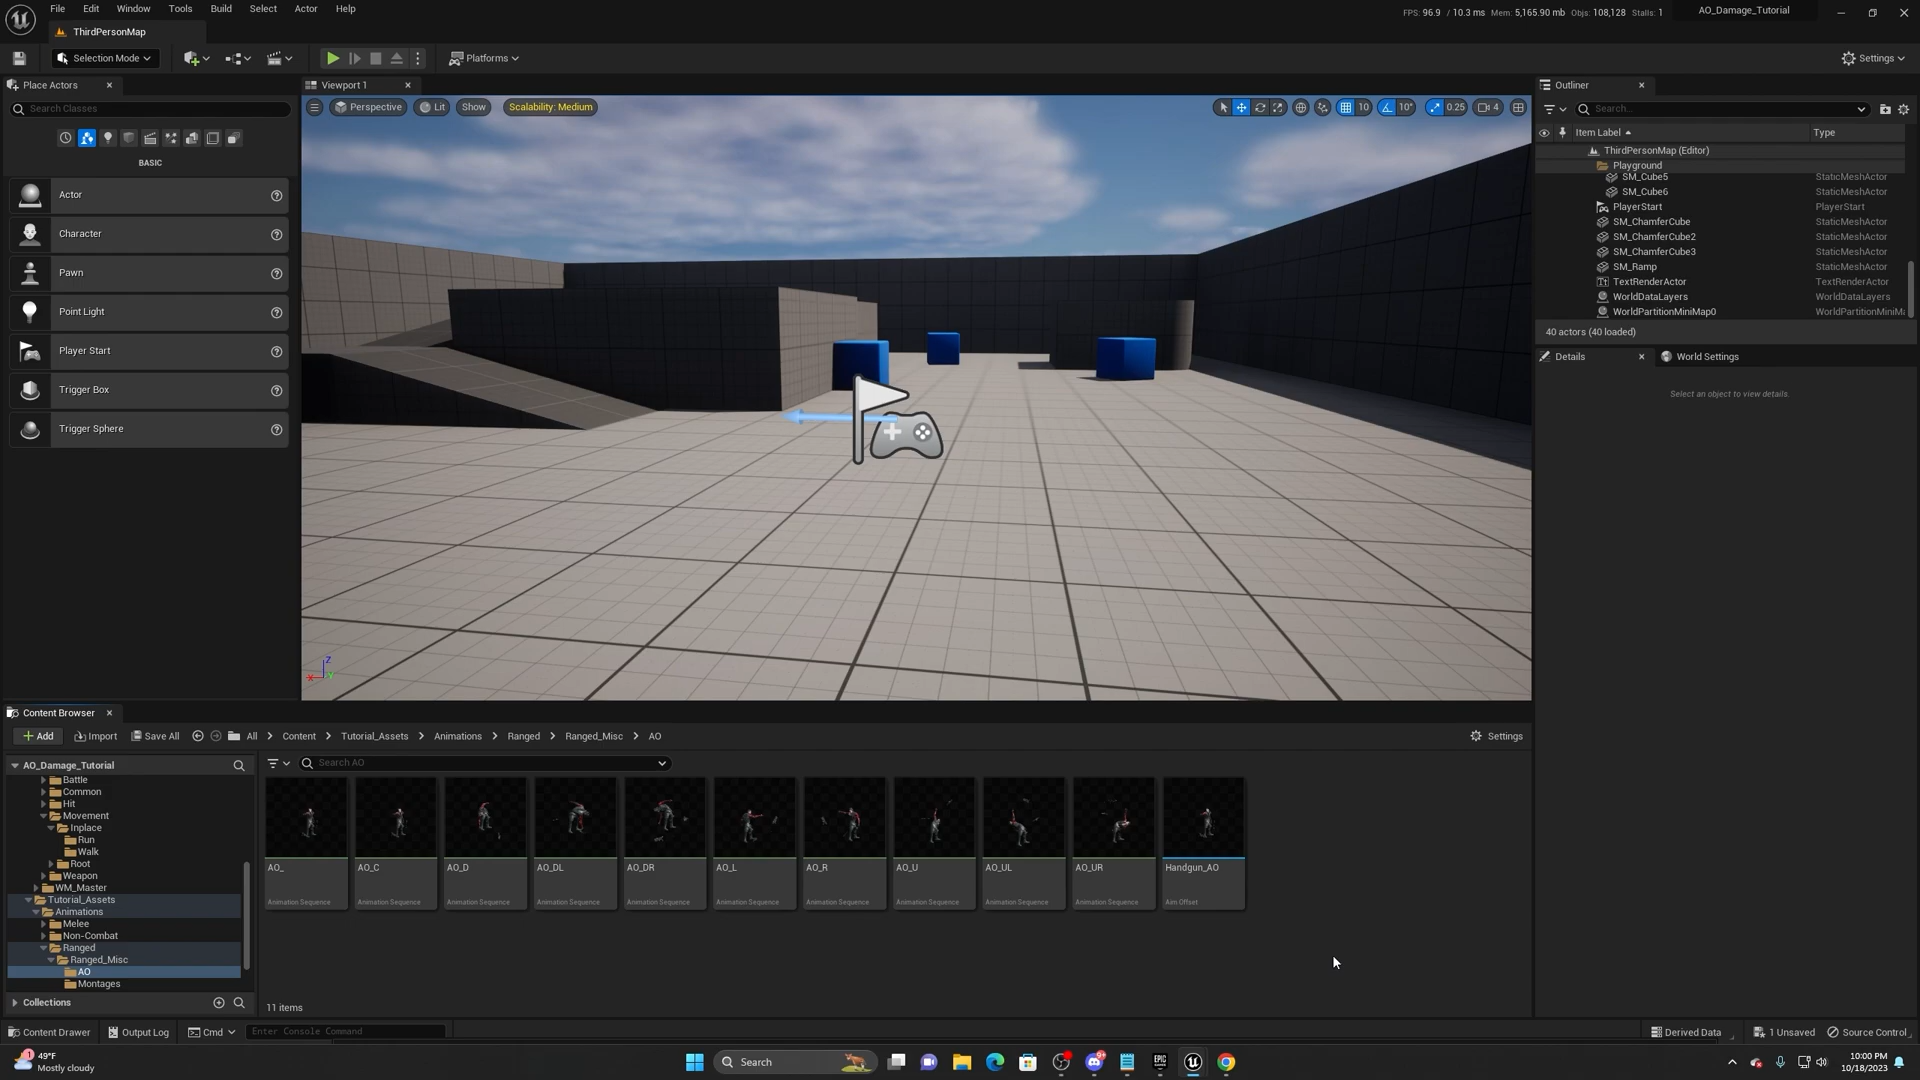 File Edit Window Tools Build Select Actor Help
FPS: 96.9 / 10.3 ms Mem: 5,165.90 mb Objs: 108,128 Stalls: 1
AO_Damage_Tutorial
ThirdPersonMap
Selection Mode
Platforms
Settings
Place Actors
Search Classes
BASIC
Actor
Character
Pawn
Point Light
Player Start
Trigger Box
Trigger Sphere
Viewport 1
Perspective Lit Show Scalability: Medium
10 10° 0.25 4
Z
Outliner
Search...
Item Label Type
ThirdPersonMap (Editor)
Playground
SM_Cube5 StaticMeshActor
SM_Cube6 StaticMeshActor
PlayerStart PlayerStart
SM_ChamferCube StaticMeshActor
SM_ChamferCube2 StaticMeshActor
SM_ChamferCube3 StaticMeshActor
SM_Ramp StaticMeshActor
TextRenderActor TextRenderActor
WorldDataLayers WorldDataLayers
WorldPartitionMiniMap0 WorldPartitionMiniMa
40 actors (40 loaded)
Details World Settings
Select an object to view details.
Content Browser
Add Import Save All All > Content > Tutorial_Assets > Animations > Ranged > Ranged_Misc > AO
Settings
AO_Damage_Tutorial
Battle
Common
Hit
Movement
Inplace
Run
Walk
Root
Weapon
WM_Master
Tutorial_Assets
Animations
Melee
Non-Combat
Ranged
Ranged_Misc
AO
Montages
Collections
Search AO
AO_ AO_C AO_D AO_DL AO_DR AO_L AO_R AO_U AO_UL AO_UR Handgun_AO
Animation Sequence Animation Sequence Animation Sequence Animation Sequence Animation Sequence Animation Sequence Animation Sequence Animation Sequence Animation Sequence Animation Sequence Aim Offset
11 items
Content Drawer Output Log Cmd Enter Console Command
Derived Data 1 Unsaved Source Control
49°F
Mostly cloudy
Search
10:00 PM
10/18/2023